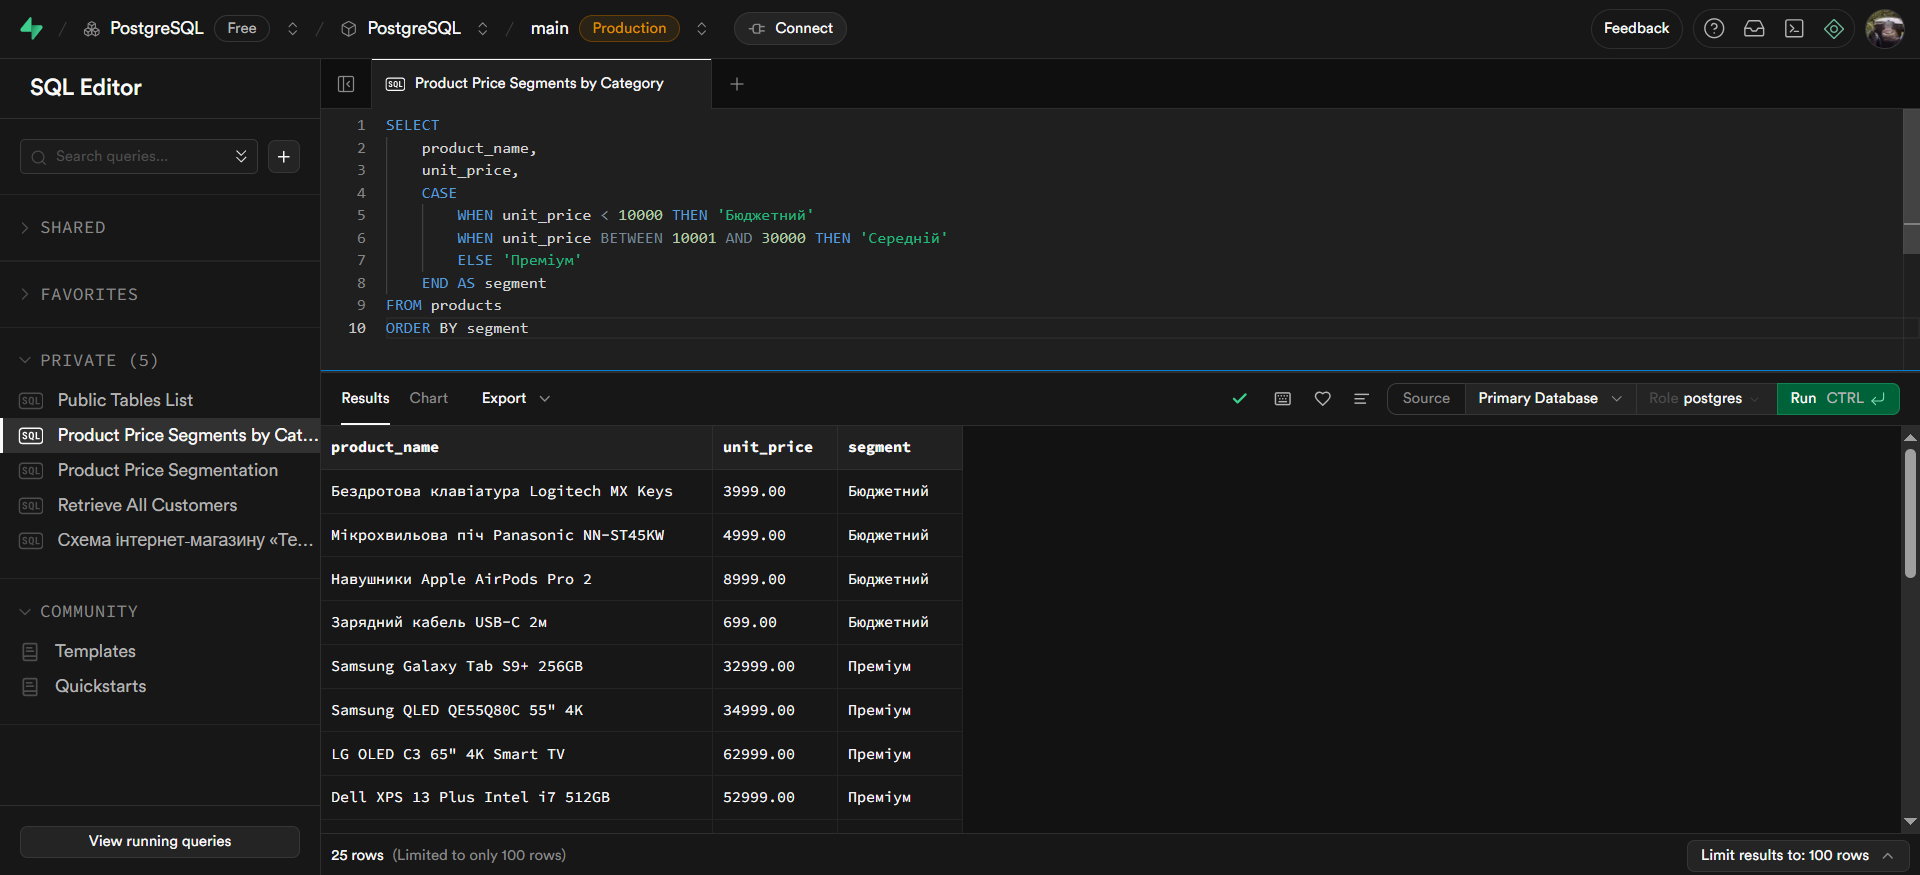 PostgreSQL Free / PostgreSQL / main Production Connect Feedback
SQL Editor
Product Price Segments by Category
Search queries...
SHARED
FAVORITES
PRIVATE (5)
Public Tables List
Product Price Segments by Cat...
Product Price Segmentation
Retrieve All Customers
Схема інтернет-магазину «Те...
COMMUNITY
Templates
Quickstarts
View running queries
1 SELECT
2 product_name,
3 unit_price,
4 CASE
5 WHEN unit_price < 10000 THEN 'Бюджетний'
6 WHEN unit_price BETWEEN 10001 AND 30000 THEN 'Середній'
7 ELSE 'Преміум'
8 END AS segment
9 FROM products
10 ORDER BY segment
Results Chart Export Source Primary Database Role postgres Run CTRL
product_name unit_price segment
Бездротова клавіатура Logitech MX Keys 3999.00 Бюджетний
Мікрохвильова піч Panasonic NN-ST45KW 4999.00 Бюджетний
Навушники Apple AirPods Pro 2 8999.00 Бюджетний
Зарядний кабель USB-C 2м 699.00 Бюджетний
Samsung Galaxy Tab S9+ 256GB 32999.00 Преміум
Samsung QLED QE55Q80C 55" 4K 34999.00 Преміум
LG OLED C3 65" 4K Smart TV 62999.00 Преміум
Dell XPS 13 Plus Intel i7 512GB 52999.00 Преміум
25 rows (Limited to only 100 rows)
Limit results to: 100 rows